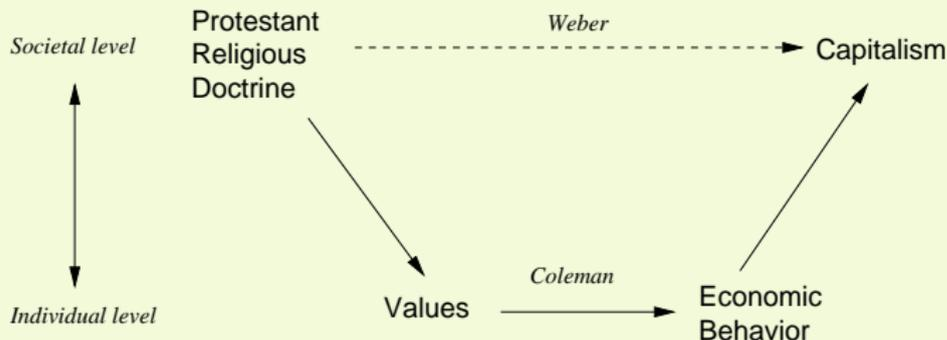 Protestant
Religious
Doctrine
Societal level
Weber
Capitalism
Coleman
Values
Economic
Behavior
Individual level